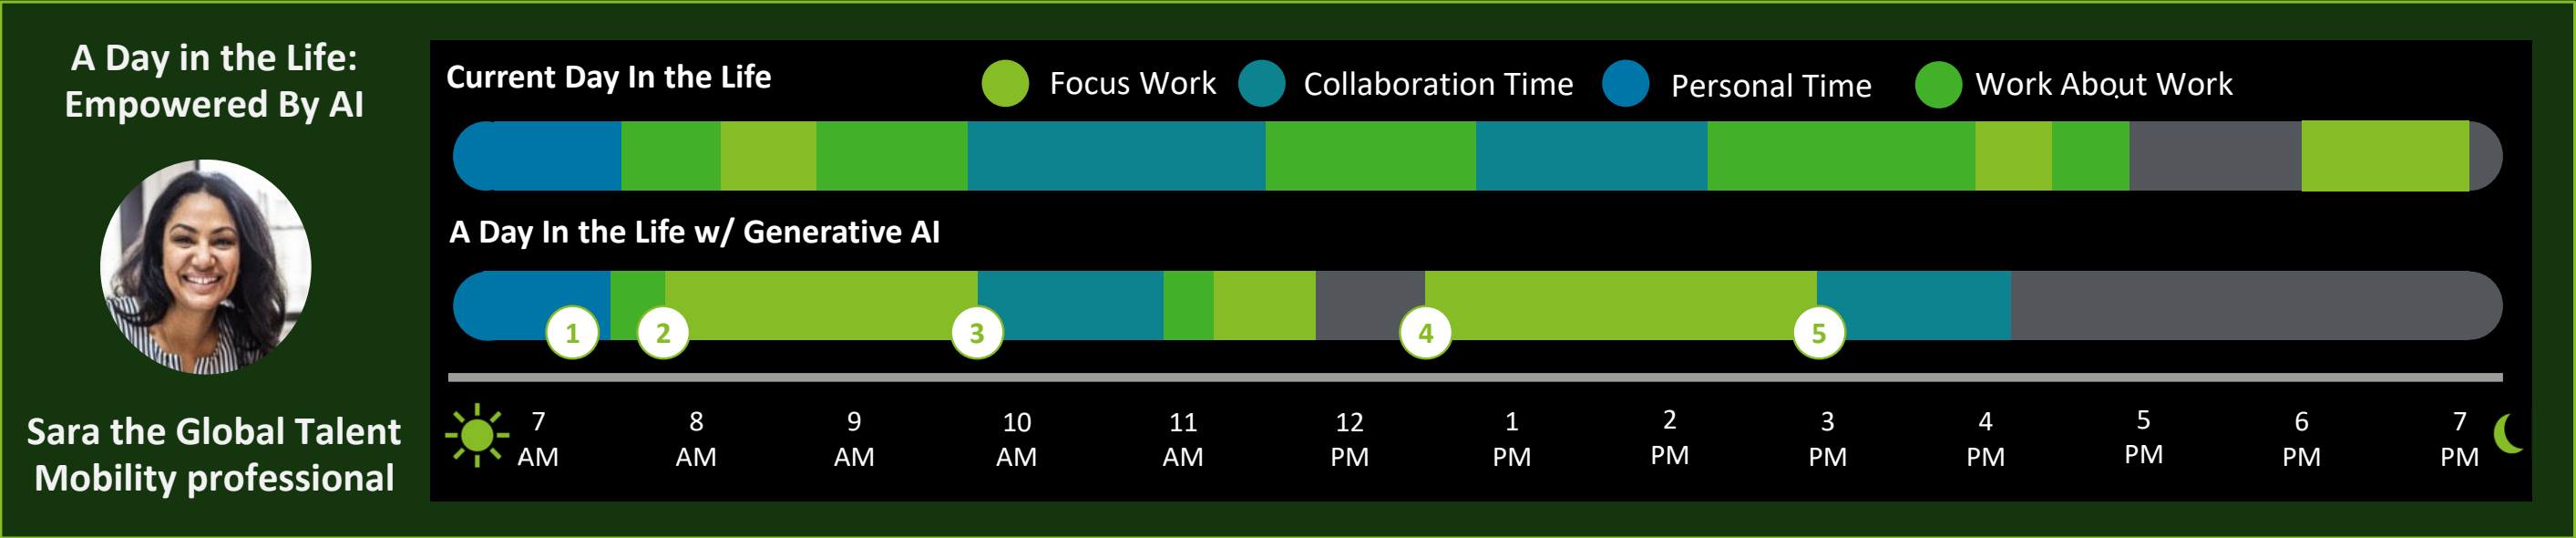 A Day in the Life:
Empowered By AI
Sara the Global Talent
Mobility professional
Current Day In the Life
Focus Work
Collaboration Time
Personal Time
Work About Work
A Day In the Life w/ Generative AI
1
2
3
4
5
7
AM
8
AM
9
AM
10
AM
11
AM
12
PM
1
PM
2
PM
3
PM
4
PM
5
PM
6
PM
7
PM